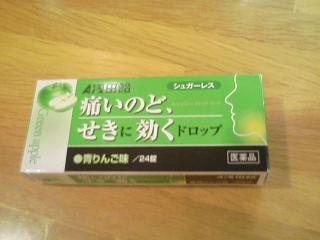 シュガーレス
痛いのど、
せきに効くドロップ
青りんご味/24錠
医薬品
Green apple